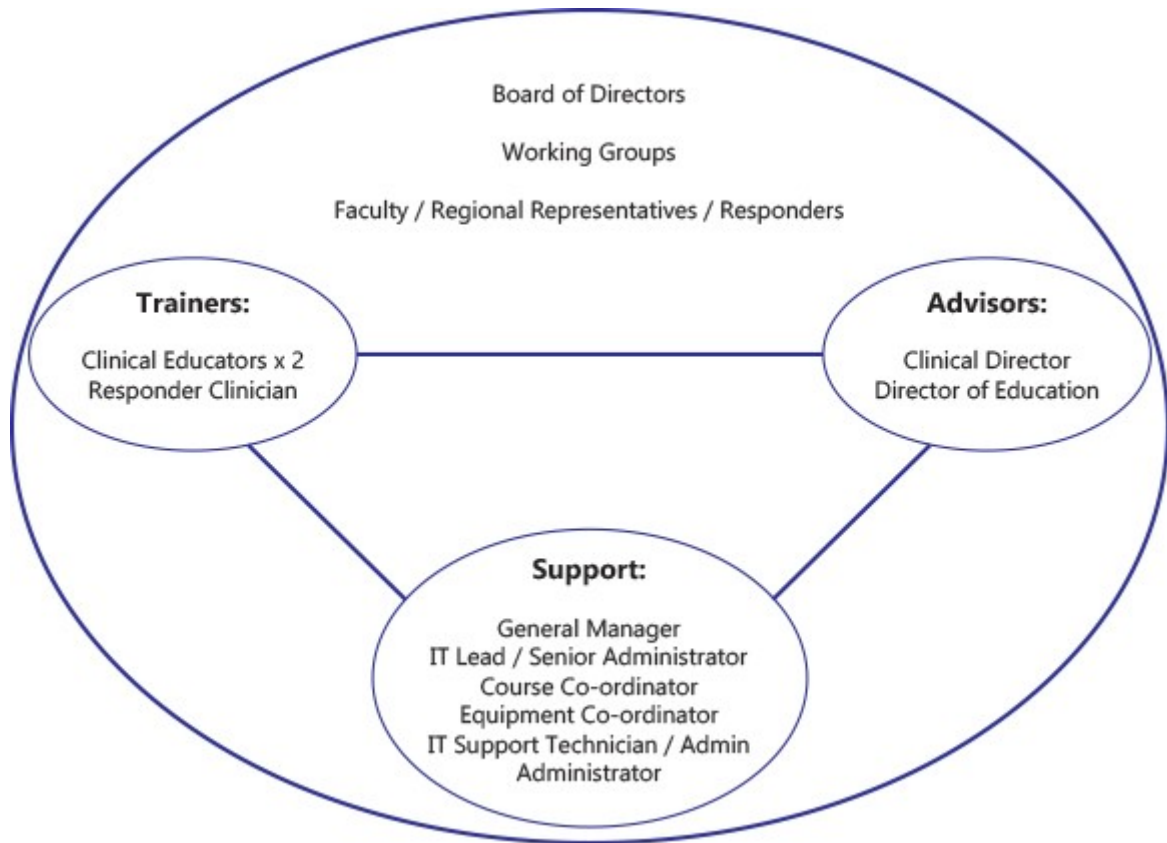 Board of Directors
Working Groups
Faculty / Regional Representatives / Responders
Trainers:
Clinical Educators x 2
Responder Clinician
Advisors:
Clinical Director
Director of Education
Support:
General Manager
IT Lead / Senior Administrator
Course Co-ordinator
Equipment Co-ordinator
IT Support Technician / Admin
Administrator